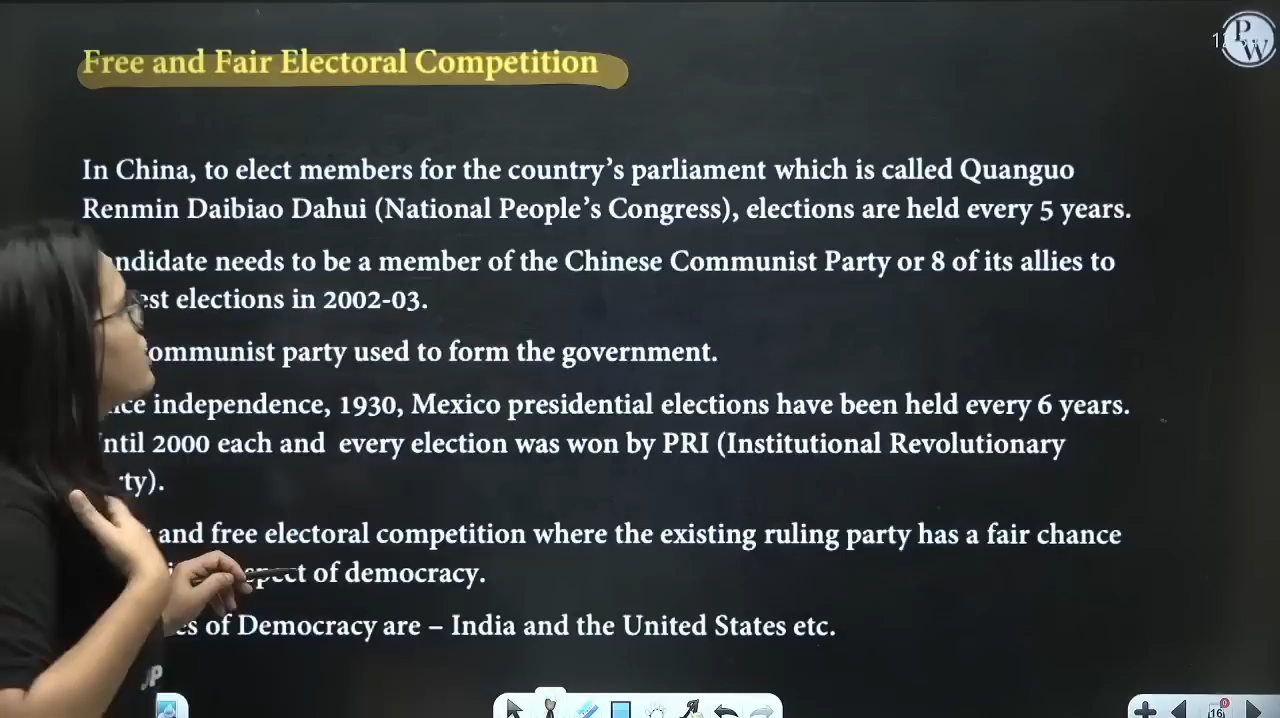 Free and Fair Electoral Competition
P
W
In China, to elect members for the country's parliament which is called Quanguo
Renmin Daibiao Dahui (National People's Congress), elections are held every 5 years.
ndidate needs to be a member of the Chinese Communist Party or 8 of its allies to
est elections in 2002-03.
ommunist party used to form the government.
ce independence, 1930, Mexico presidential elections have been held every 6 years.
ntil 2000 each and every election was won by PRI (Institutional Revolutionary
ty).
and free electoral competition where the existing ruling party has a fair chance
spect of democracy.
es of Democracy are – India and the United States etc.
16